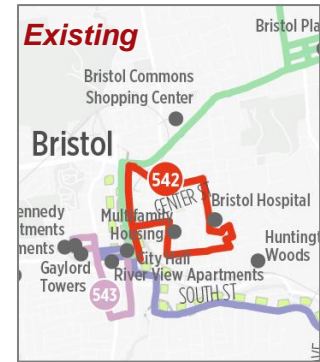 Existing
Bristol Pla
Bristol Commons
Shopping Center
Bristol
542
CENTER ST
Bristol Hospital
ennedy
Multifamily
tments
Housing
ments
City Hall
Huntingt
Woods
Gaylord
Towers
River View Apartments
543
SOUTH ST